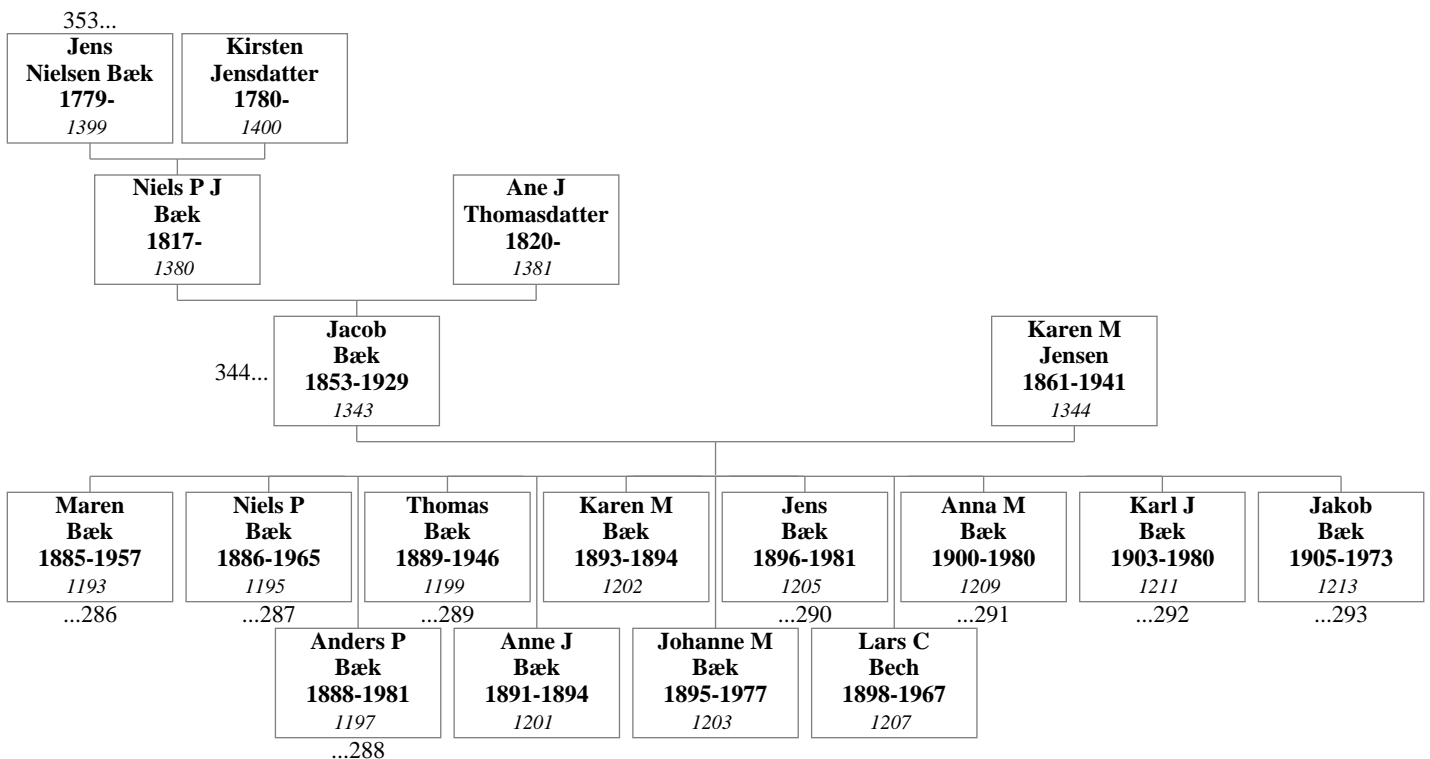 353...
Jens
Nielsen Bæk
1779-
1399
Kirsten
Jensdatter
1780-
1400
Niels P J
Bæk
1817-
1380
Ane J
Thomasdatter
1820-
1381
344...
Jacob
Bæk
1853-1929
1343
Karen M
Jensen
1861-1941
1344
Maren
Bæk
1885-1957
1193
...286
Niels P
Bæk
1886-1965
1195
...287
Thomas
Bæk
1889-1946
1199
...289
Karen M
Bæk
1893-1894
1202
Jens
Bæk
1896-1981
1205
...290
Anna M
Bæk
1900-1980
1209
...291
Karl J
Bæk
1903-1980
1211
...292
Jakob
Bæk
1905-1973
1213
...293
Anders P
Bæk
1888-1981
1197
...288
Anne J
Bæk
1891-1894
1201
Johanne M
Bæk
1895-1977
1203
Lars C
Bech
1898-1967
1207